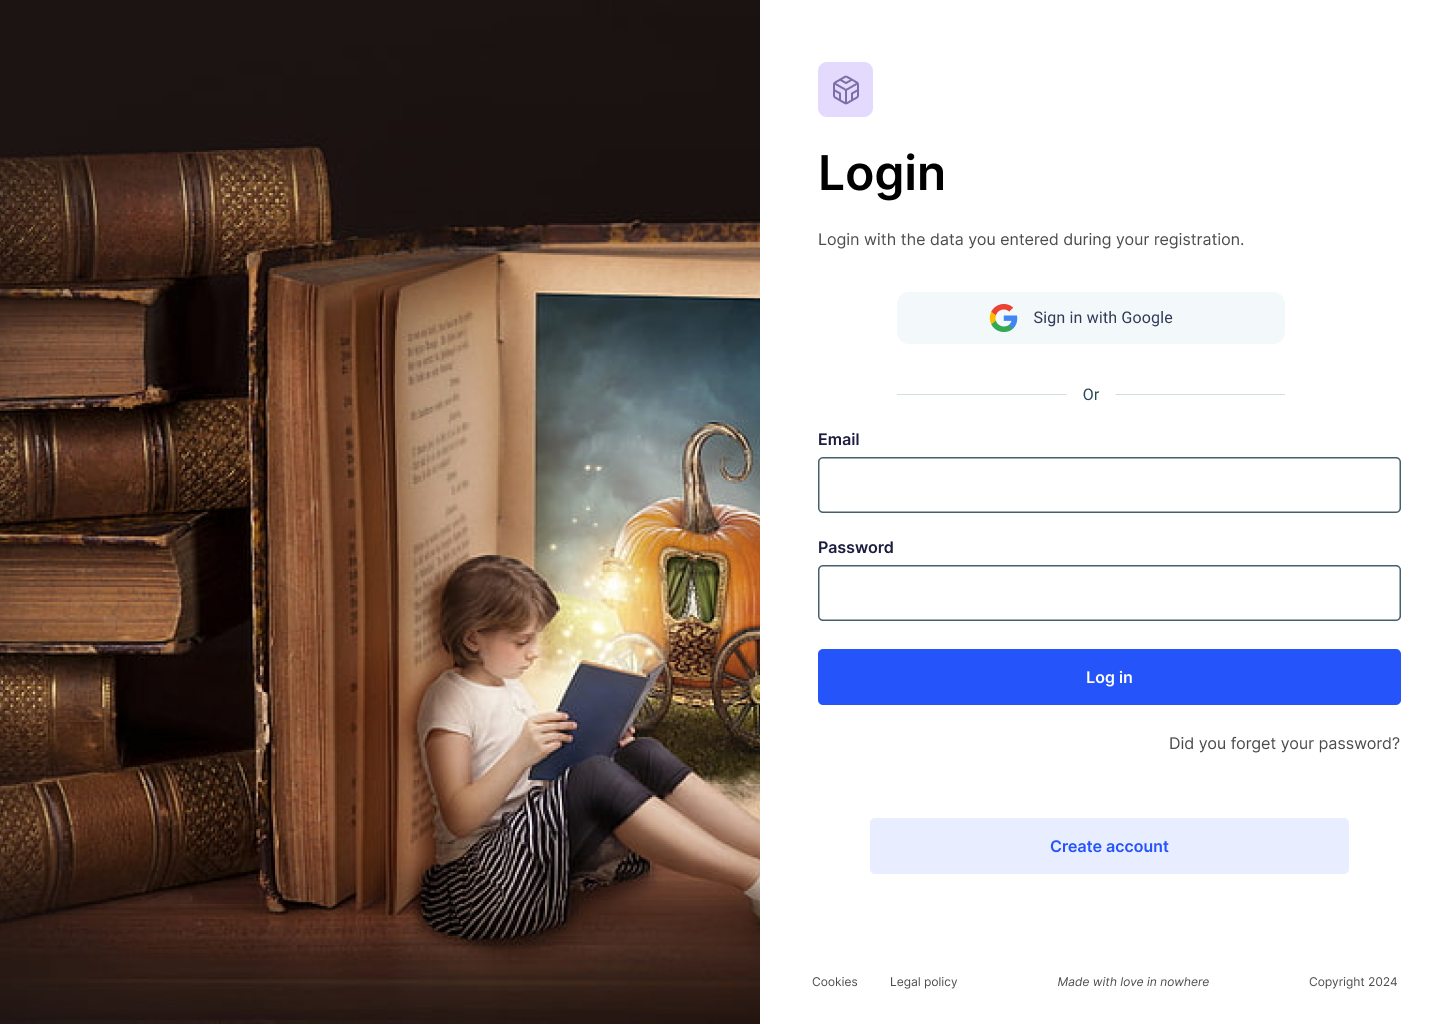 Login
Login with the data you entered during your registration.
Sign in with Google
Or
Email
Password
Log in
Did you forget your password?
Create account
Cookies
Legal policy
Made with love in nowhere
Copyright 2024